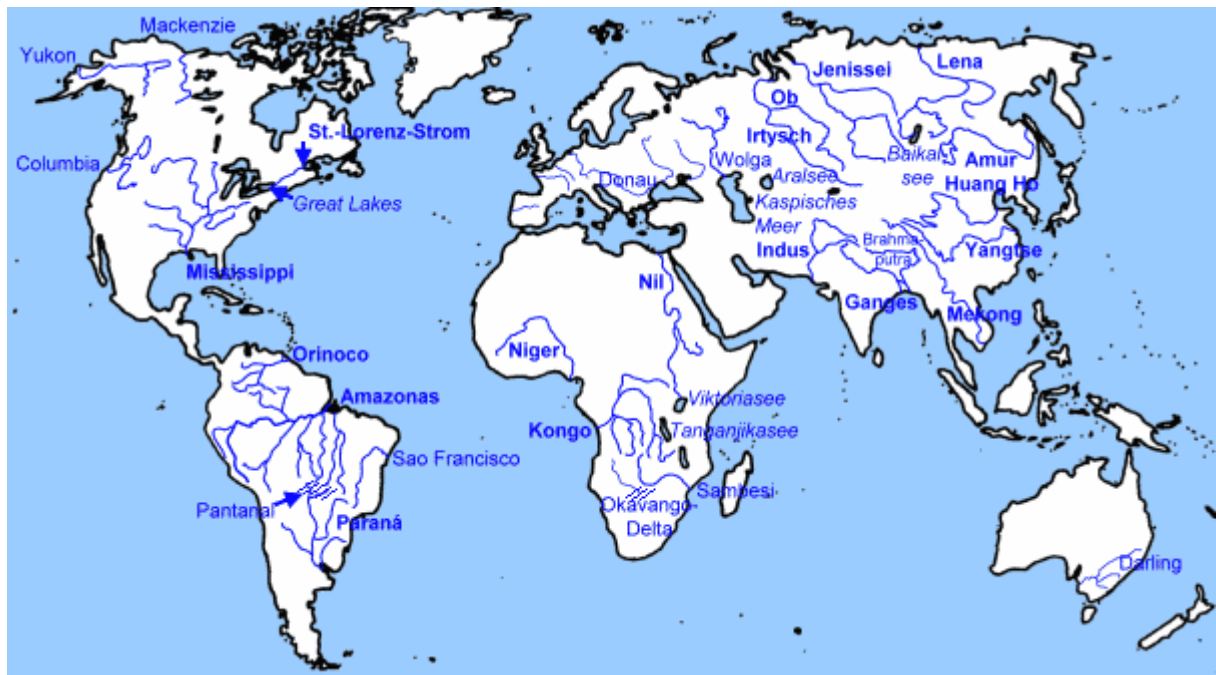 Mackenzie
Yukon
St.-Lorenz-Strom
Columbia
Great Lakes
Mississippi
Orinoco
Amazonas
Sao Francisco
Pantanal
Paraná
Lena
Jenissei
Ob
Irtysch
Wolga
Donau
Aralsee
Baikal-
see
Amur
Huang Ho
Kaspisches
Meer
Indus
Brahma-
putra
Yangtse
Nil
Ganges
Mekong
Niger
Viktoriasee
Kongo
Tanganjikasee
Sambesi
Okavango-
Delta
Darling